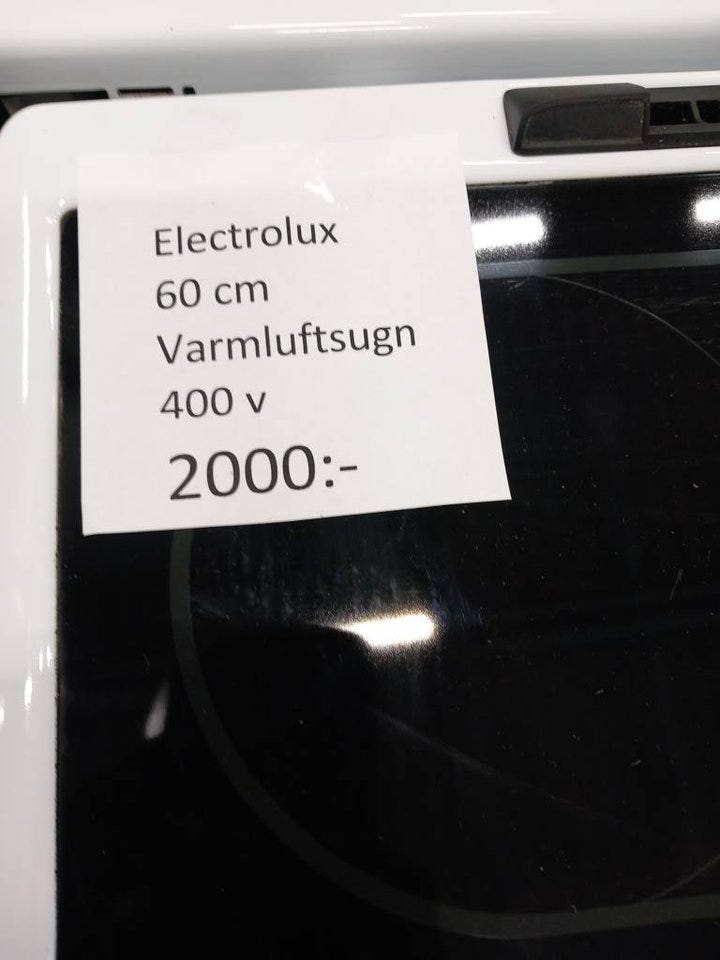 Electrolux
60 cm
Varmluftsugn
400 v
2000:-